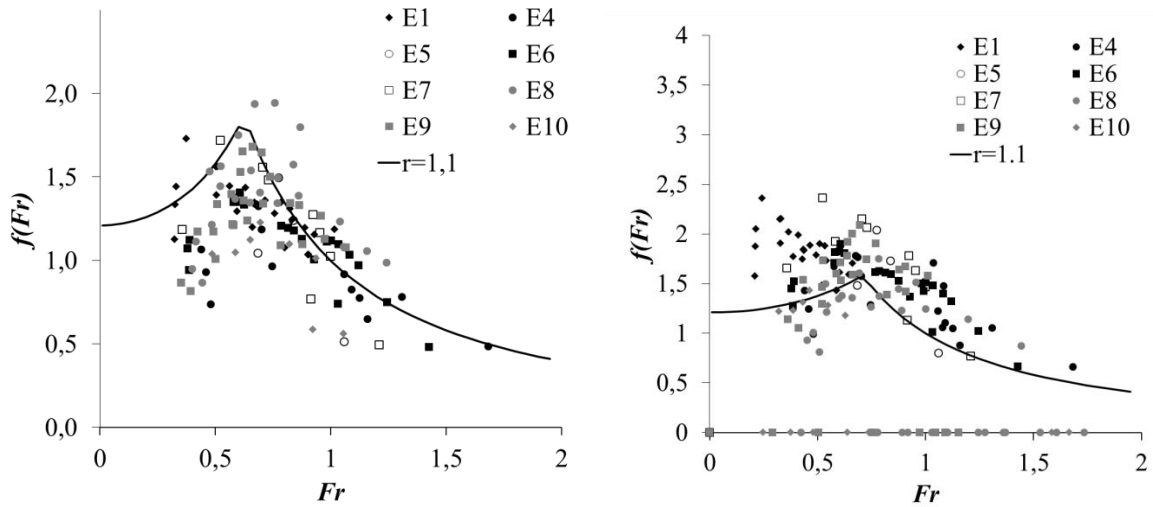 E1 E4
E5 E6
E7 E8
E9 E10
r=1,1
2,0
1,5
1,0
0,5
0,0
f(Fr)
0 0,5 1 1,5 2
Fr
4
3,5
3
2,5
2
1,5
1
0,5
0
E1 E4
E5 E6
E7 E8
E9 E10
r=1.1
f(Fr)
0 0,5 1 1,5 2
Fr